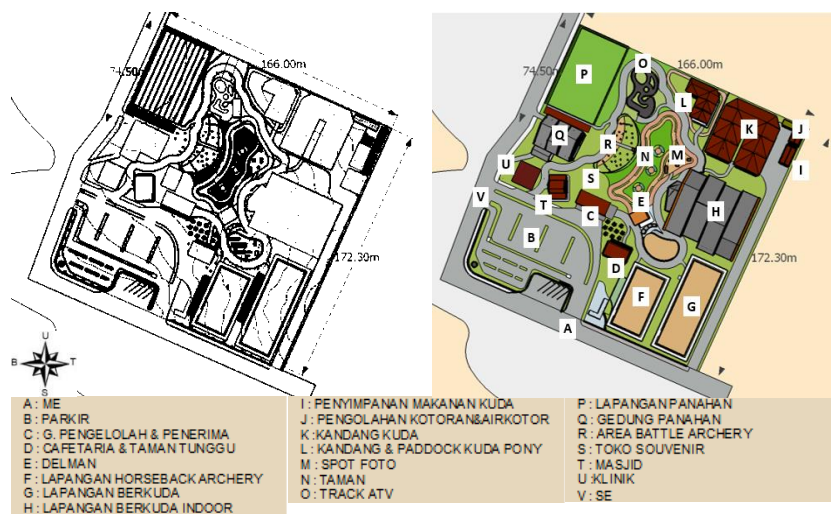 74.50m
166.00m
172.30m
U
B
T
S
74.50m
166.00m
172.30m
P
O
L
K
J
I
Q
R
N
M
U
S
T
E
H
V
C
B
D
F
G
A
A : ME
B : PARKIR
C : G. PENGELOLAH & PENERIMA
D : CAFETARIA & TAMAN TUNGGU
E : DELMAN
F : LAPANGAN HORSEBACK ARCHERY
G : LAPANGAN BERKUDA
H : LAPANGAN BERKUDA INDOOR
I : PENYIMPANAN MAKANAN KUDA
J : PENGOLAHAN KOTORAN&AIRKOTOR
K : KANDANG KUDA
L : KANDANG & PADDOCK KUDA PONY
M : SPOT FOTO
N : TAMAN
O : TRACK ATV
P : LAPANGAN PANAHAN
Q : GEDUNG PANAHAN
R : AREA BATTLE ARCHERY
S : TOKO SOUVENIR
T : MASJID
U :KLINIK
V : SE